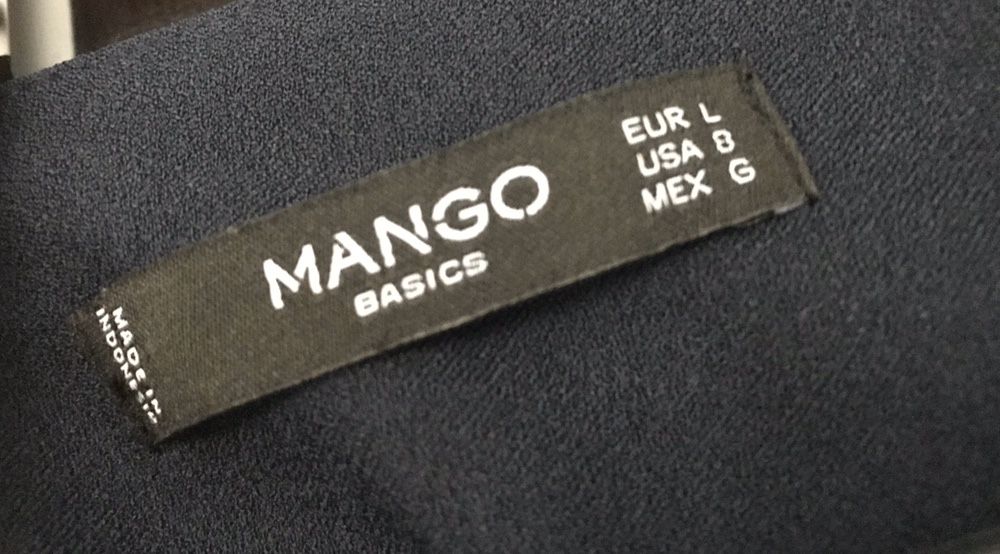 MANGO
BASICS
EUR L
USA 8
MEX G
MADE IN
INDONESIA